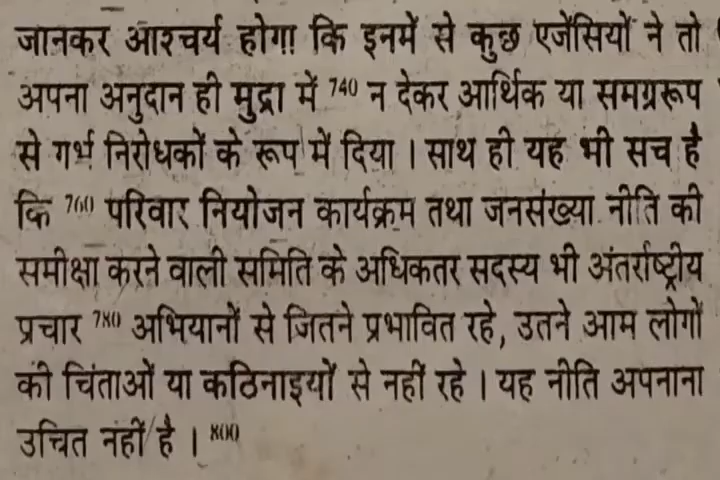 जानकर आश्चर्य होगा कि इनमें से कुछ एजेंसियों ने तो
अपना अनुदान ही मुद्रा में 740 न देकर आर्थिक या समग्ररूप
से गर्भ निरोधकों के रूप में दिया । साथ ही यह भी सच है
कि 760 परिवार नियोजन कार्यक्रम तथा जनसंख्या नीति की
समीक्षा करने वाली समिति के अधिकतर सदस्य भी अंतर्राष्ट्रीय
प्रचार 780 अभियानों से जितने प्रभावित रहे, उतने आम लोगों
की चिंताओं या कठिनाइयों से नहीं रहे । यह नीति अपनाना
उचित नहीं है । 800